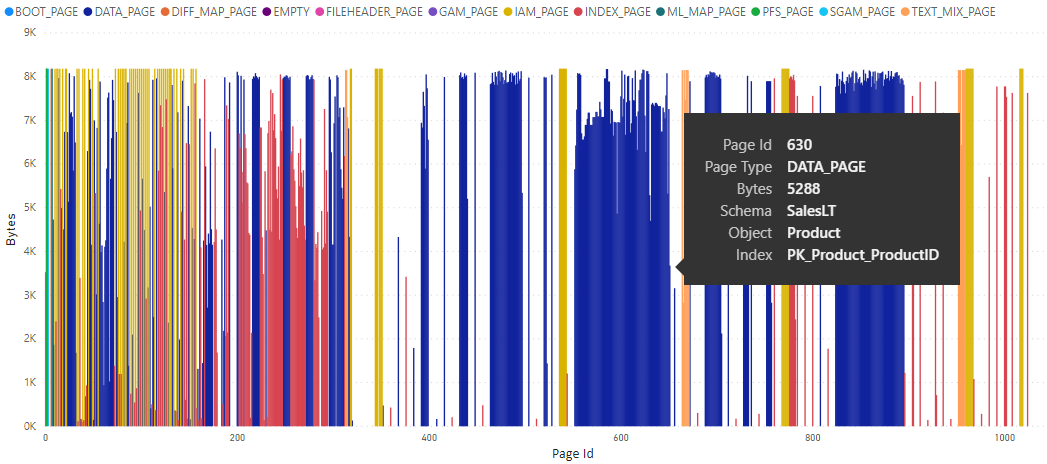 BOOT_PAGE DATA_PAGE DIFF_MAP_PAGE EMPTY FILEHEADER_PAGE GAM_PAGE IAM_PAGE INDEX_PAGE ML_MAP_PAGE PFS_PAGE SGAM_PAGE TEXT_MIX_PAGE
9K
8K
7K
6K
5K
4K
3K
2K
1K
0K
Bytes
Page Id 630
Page Type DATA_PAGE
Bytes 5288
Schema SalesLT
Object Product
Index PK_Product_ProductID
0 200 400 600 800 1000
Page Id